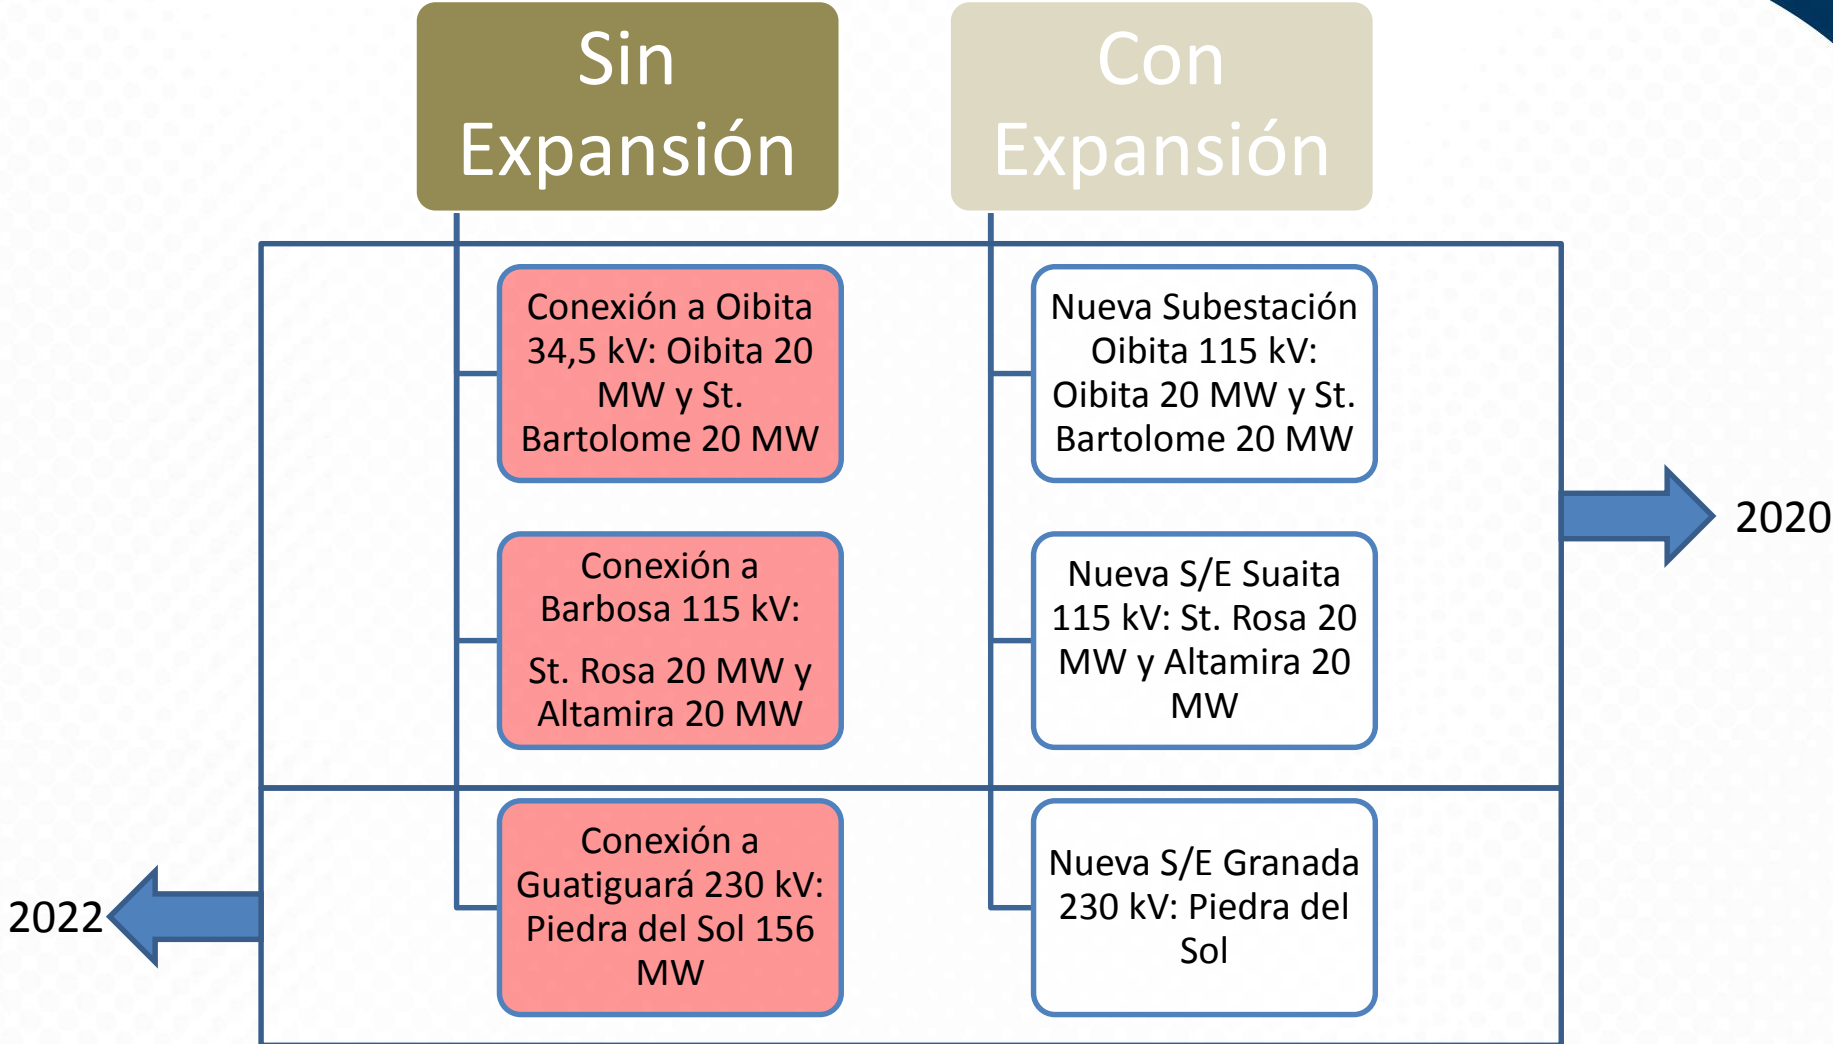 Sin
Expansión
Con
Expansión
Conexión a Oibita
34,5 kV: Oibita 20
MW y St.
Bartolome 20 MW
Nueva Subestación
Oibita 115 kV:
Oibita 20 MW y St.
Bartolome 20 MW
2020
Conexión a
Barbosa 115 kV:
St. Rosa 20 MW y
Altamira 20 MW
Nueva S/E Suaita
115 kV: St. Rosa 20
MW y Altamira 20
MW
2022
Conexión a
Guatiguará 230 kV:
Piedra del Sol 156
MW
Nueva S/E Granada
230 kV: Piedra del
Sol